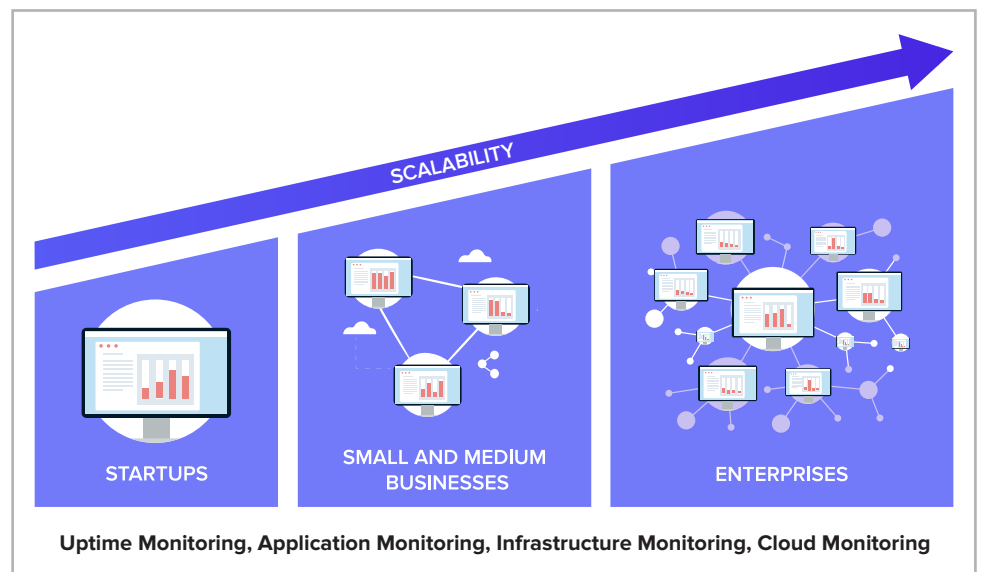 SCALABILITY
STARTUPS
SMALL AND MEDIUM
BUSINESSES
ENTERPRISES
Uptime Monitoring, Application Monitoring, Infrastructure Monitoring, Cloud Monitoring